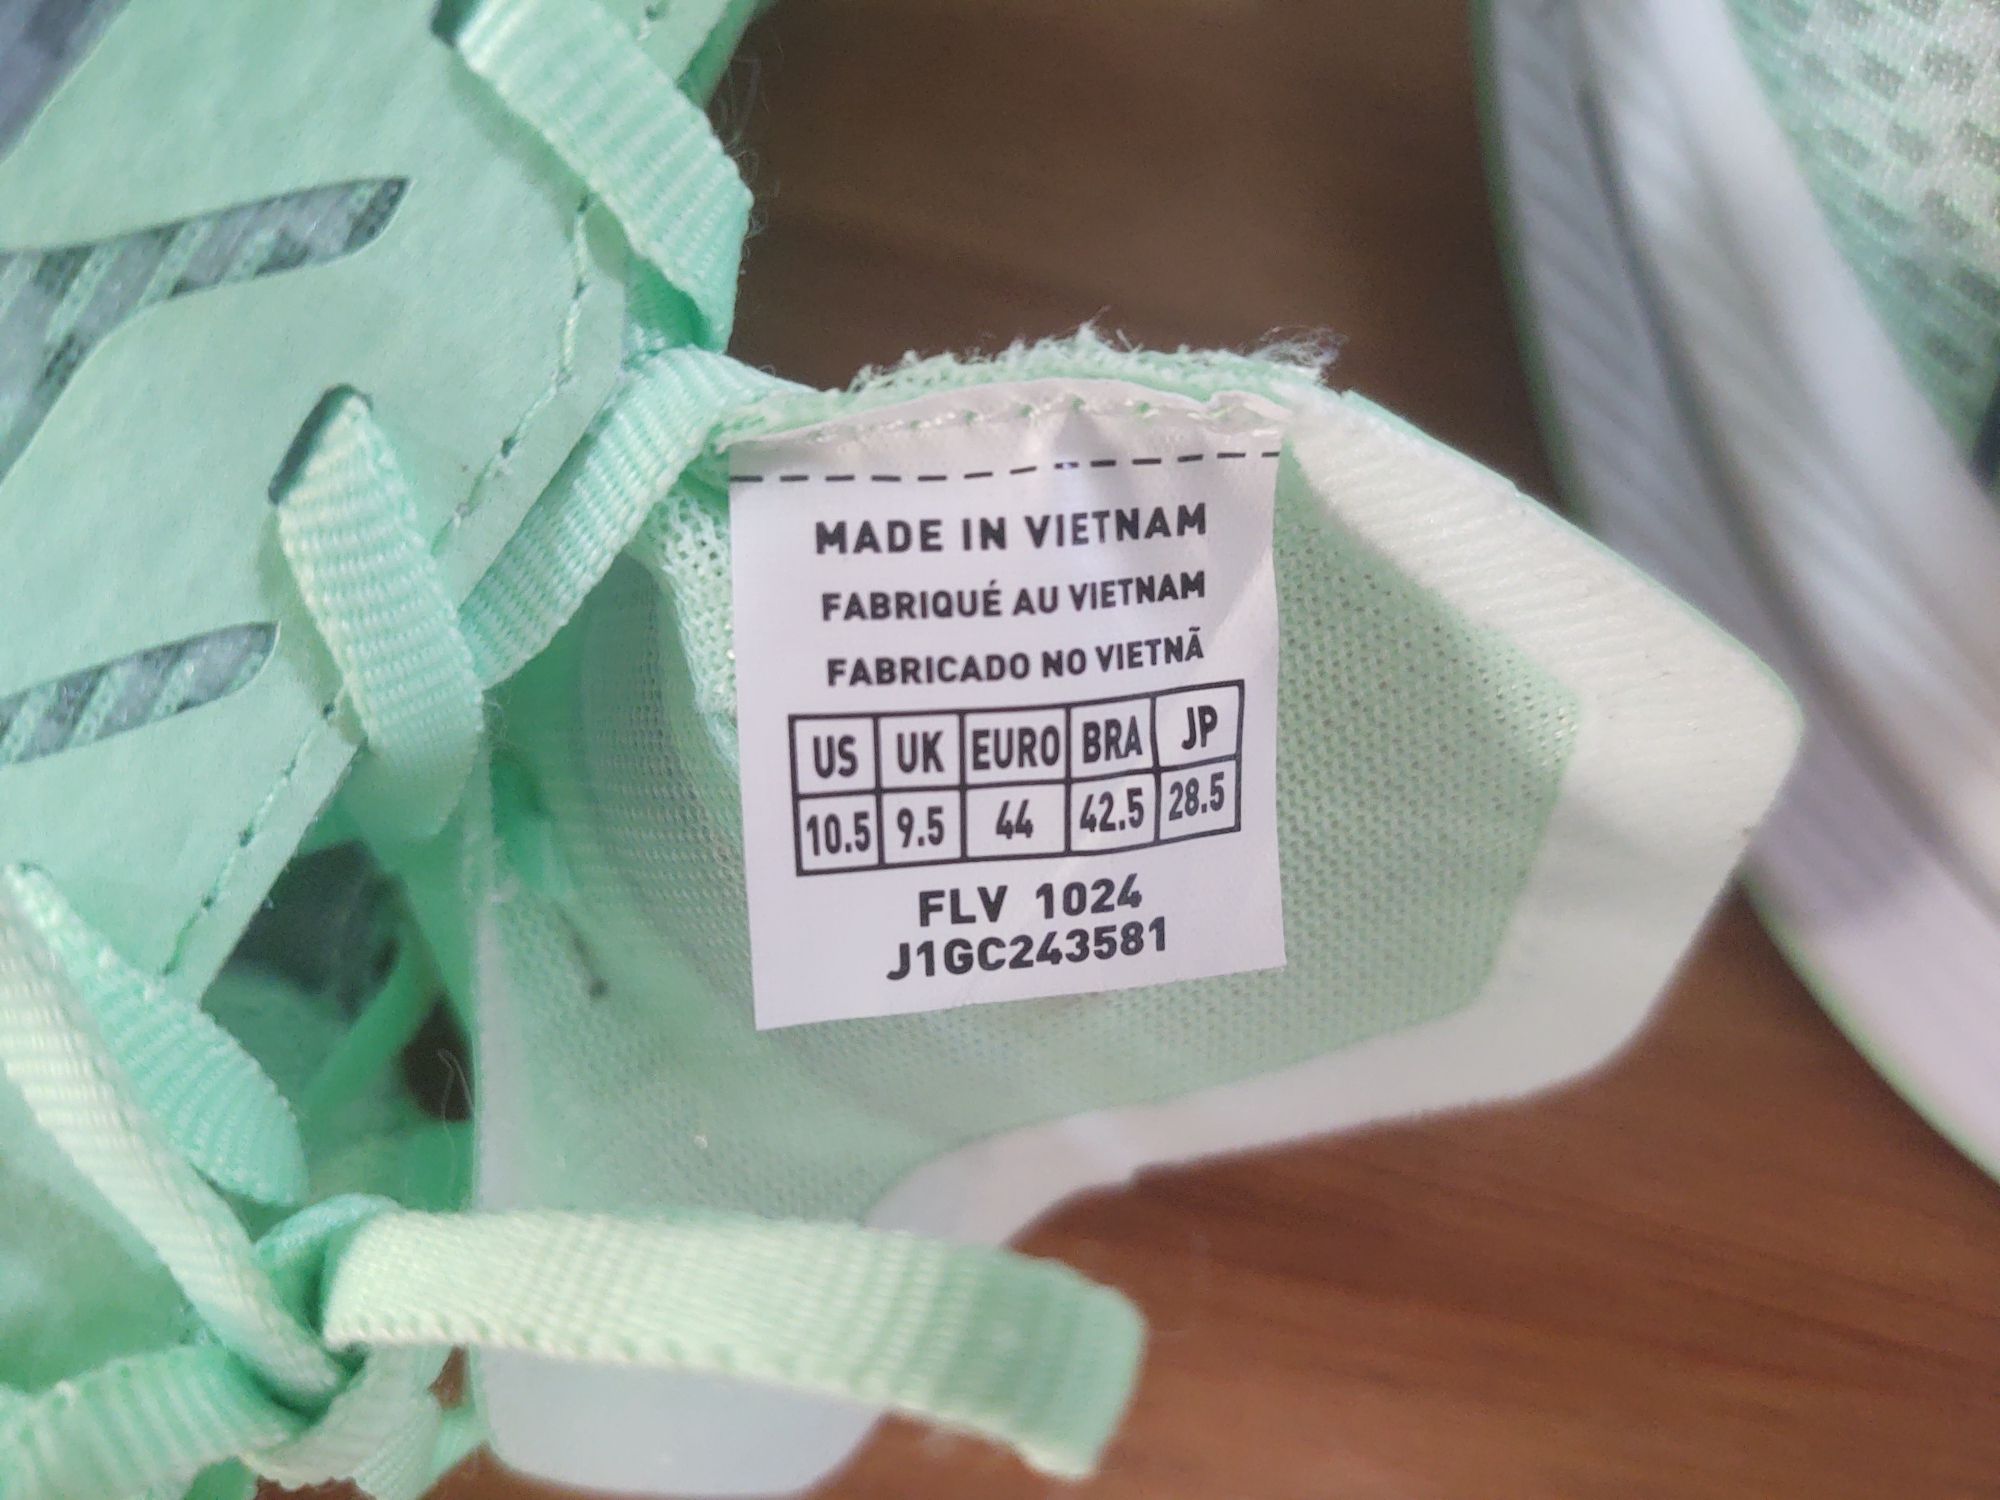 MADE IN VIETNAM
FABRIQUÉ AU VIETNAM
FABRICADO NO VIETNÃ
US UK EURO BRA JP
10.5 9.5 44 42.5 28.5
FLV 1024
J1GC243581